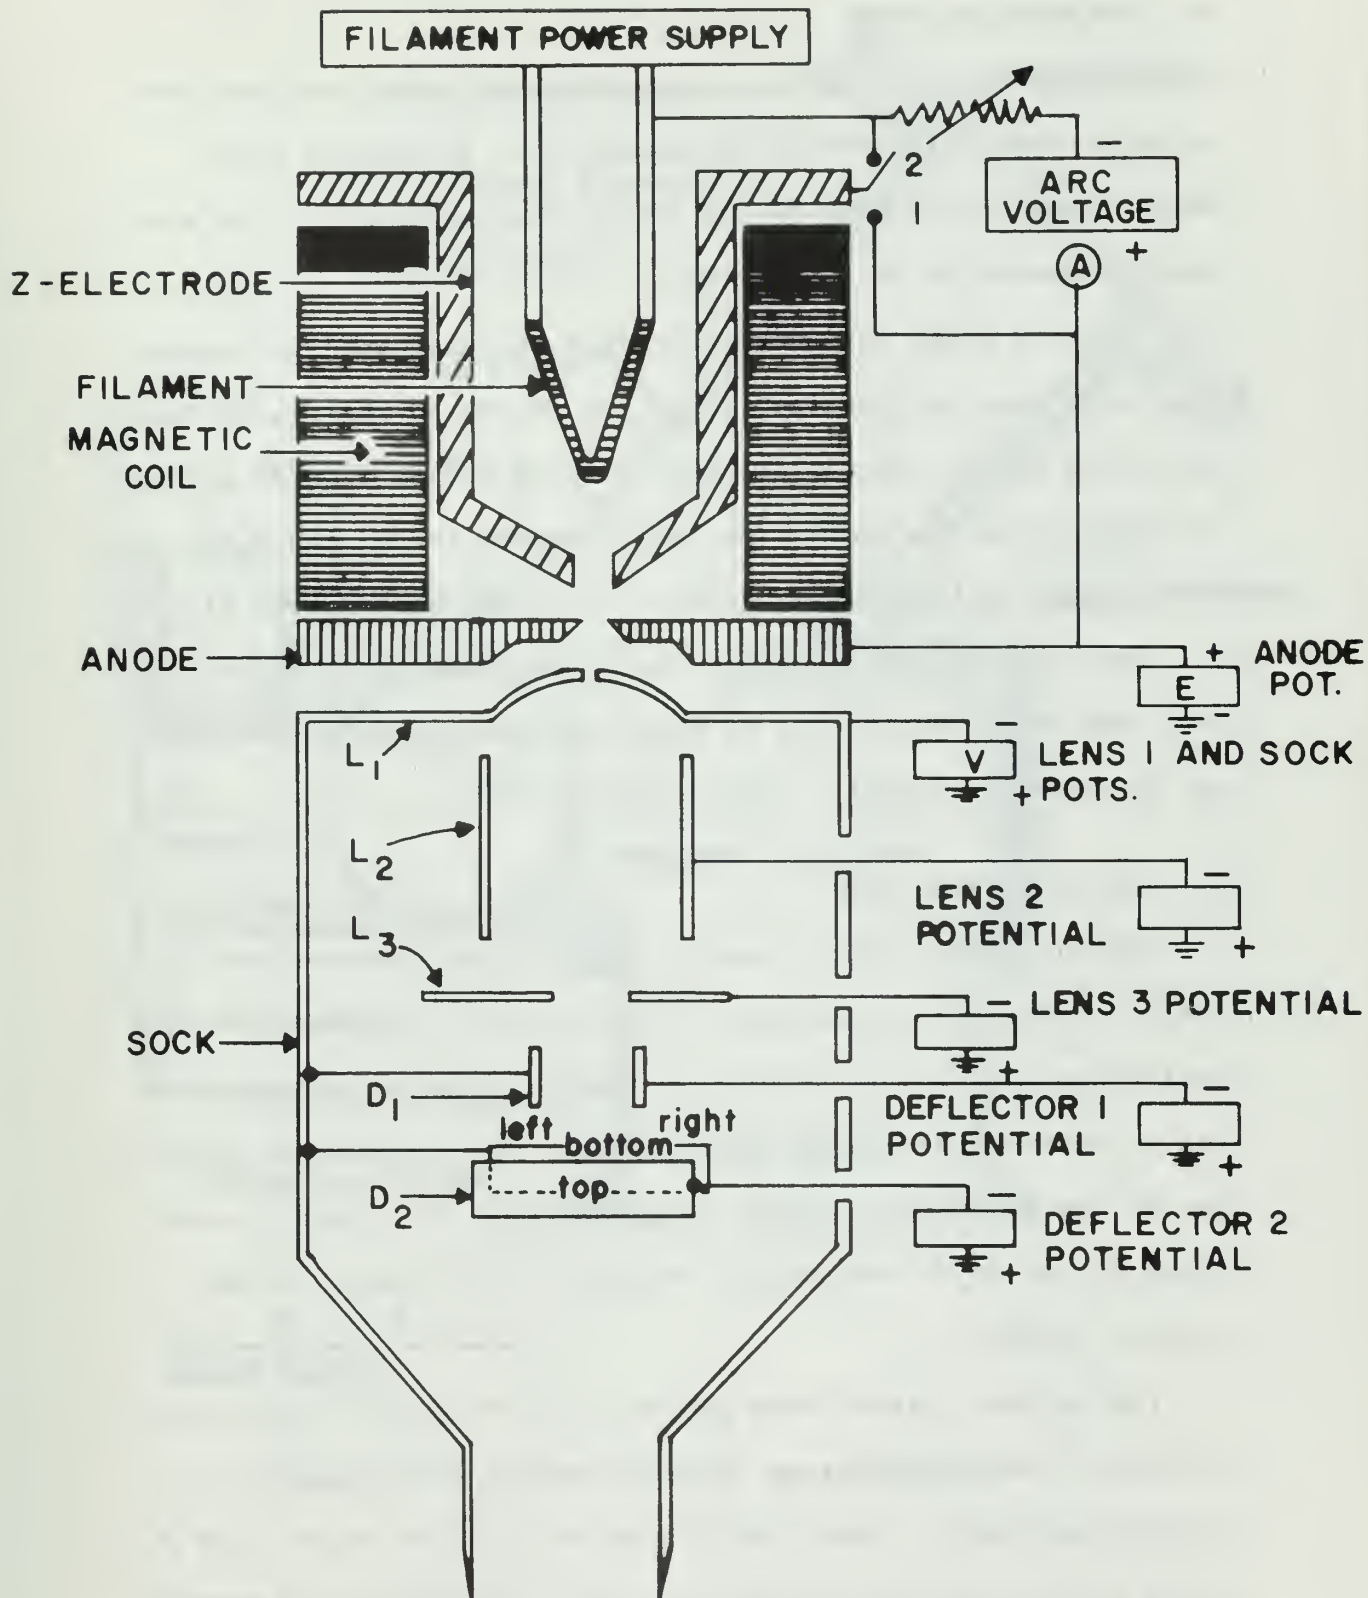 FILAMENT POWER SUPPLY
2
1
-
ARC
VOLTAGE
+
A
Z-ELECTRODE
FILAMENT
MAGNETIC
COIL
ANODE
+
ANODE
POT.
E
-
L1
-
V
LENS 1 AND SOCK
+ POTS.
L2
-
LENS 2
POTENTIAL
+
L3
- LENS 3 POTENTIAL
+
SOCK
D1
-
DEFLECTOR 1
POTENTIAL
+
left
right
bottom
top
D2
-
DEFLECTOR 2
POTENTIAL
+